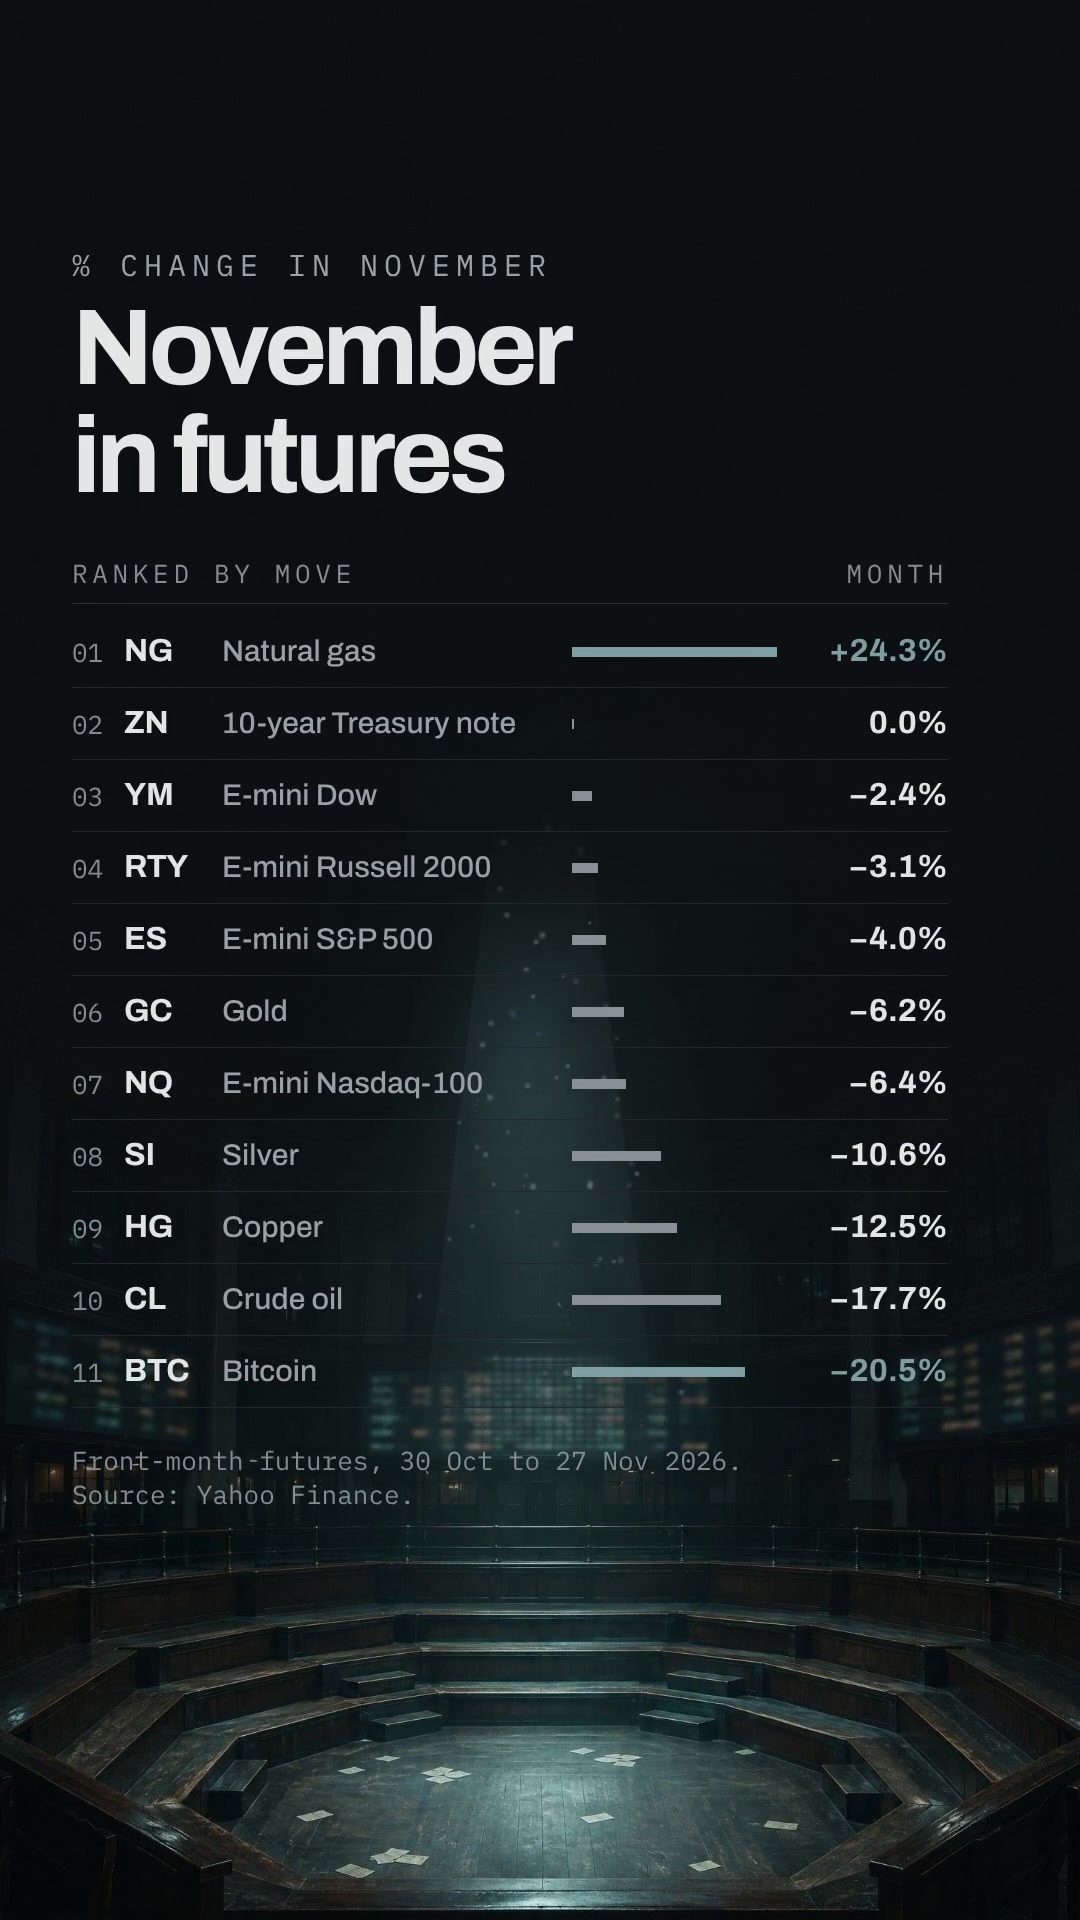 % CHANGE IN NOVEMBER
November
in futures
RANKED BY MOVE MONTH
01 NG Natural gas +24.3%
02 ZN 10-year Treasury note 0.0%
03 YM E-mini Dow −2.4%
04 RTY E-mini Russell 2000 −3.1%
05 ES E-mini S&P 500 −4.0%
06 GC Gold −6.2%
07 NQ E-mini Nasdaq-100 −6.4%
08 SI Silver −10.6%
09 HG Copper −12.5%
10 CL Crude oil −17.7%
11 BTC Bitcoin −20.5%
Front-month futures, 30 Oct to 27 Nov 2026.
Source: Yahoo Finance.